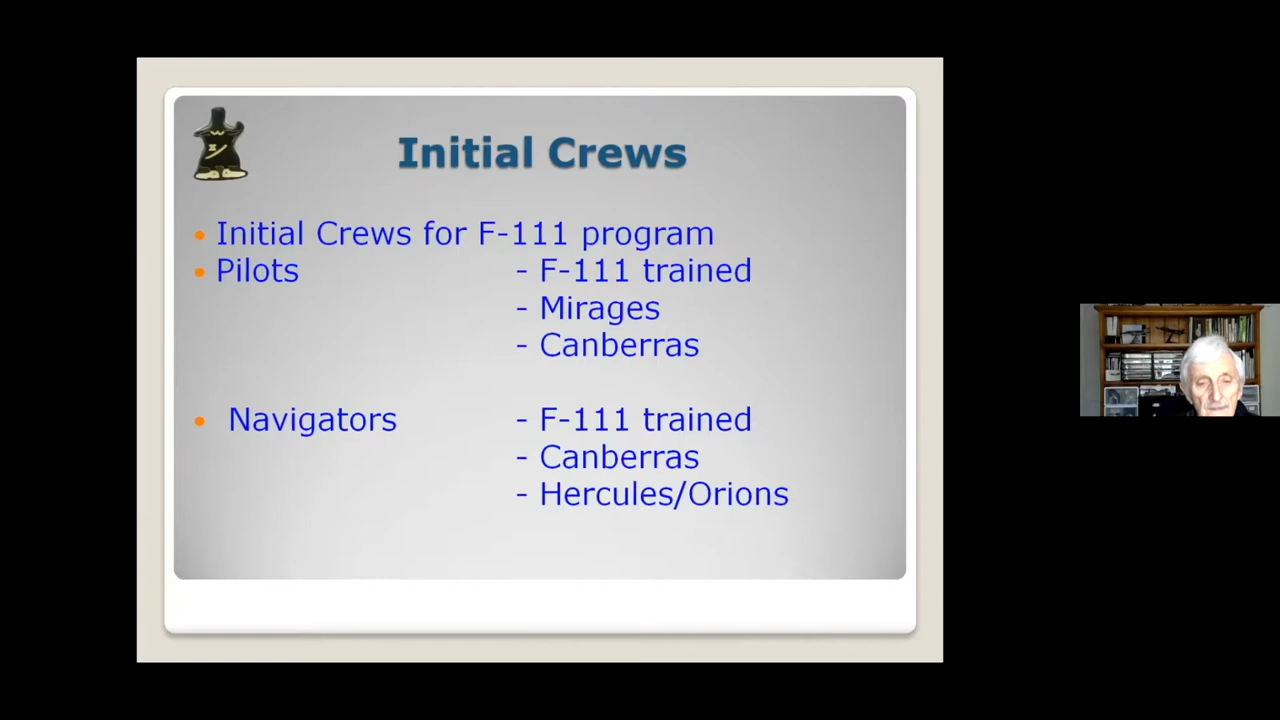 Initial Crews
• Initial Crews for F-111 program
• Pilots - F-111 trained
- Mirages
- Canberras
• Navigators - F-111 trained
- Canberras
- Hercules/Orions